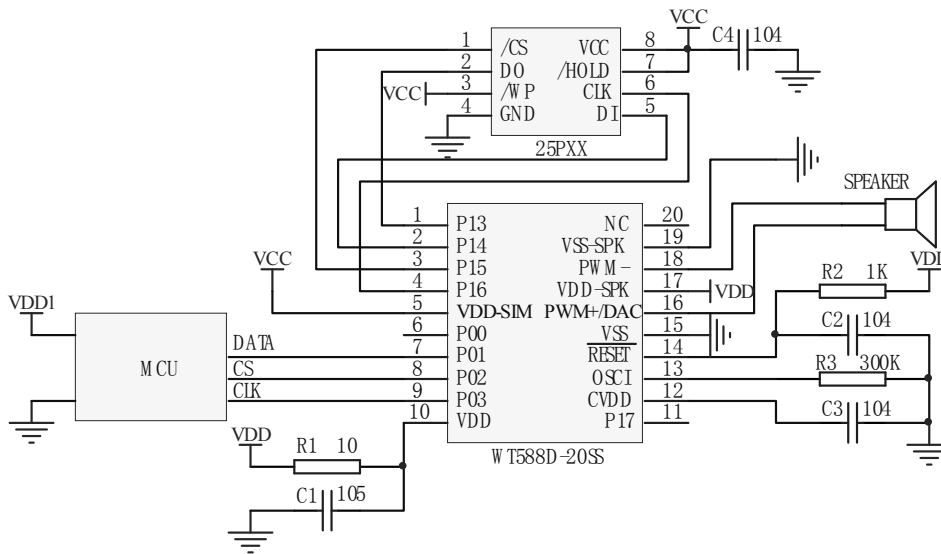 VCC
C4 104
1 /CS VCC 8
2 DO /HOLD 7
VCC 3 /WP CLK 6
4 GND DI 5
25PXX
SPEAKER
1 P13 NC 20
2 P14 VSS-SPK 19
3 P15 PWM- 18
4 P16 VDD-SPK 17 VDD
5 VDD-SIM PWM+/DAC 16
6 P00 VSS 15
7 P01 RESET 14
8 P02 OSCI 13
9 P03 CVDD 12
10 VDD P17 11
WT588D-20SS
VCC
VDD1
MCU
DATA
CS
CLK
VDD
R1 10
C1 105
VDD
R2 1K
C2 104
R3 300K
C3 104